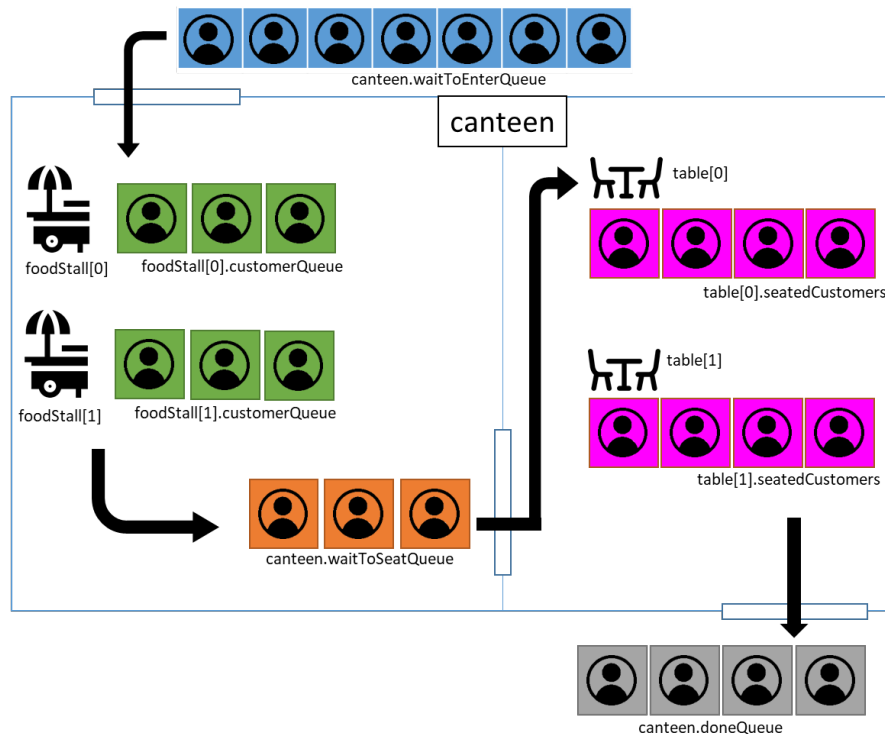 canteen.waitToEnterQueue
canteen
table[0]
foodStall[0]
foodStall[0].customerQueue
table[0].seatedCustomers
table[1]
foodStall[1]
foodStall[1].customerQueue
table[1].seatedCustomers
canteen.waitToSeatQueue
canteen.doneQueue